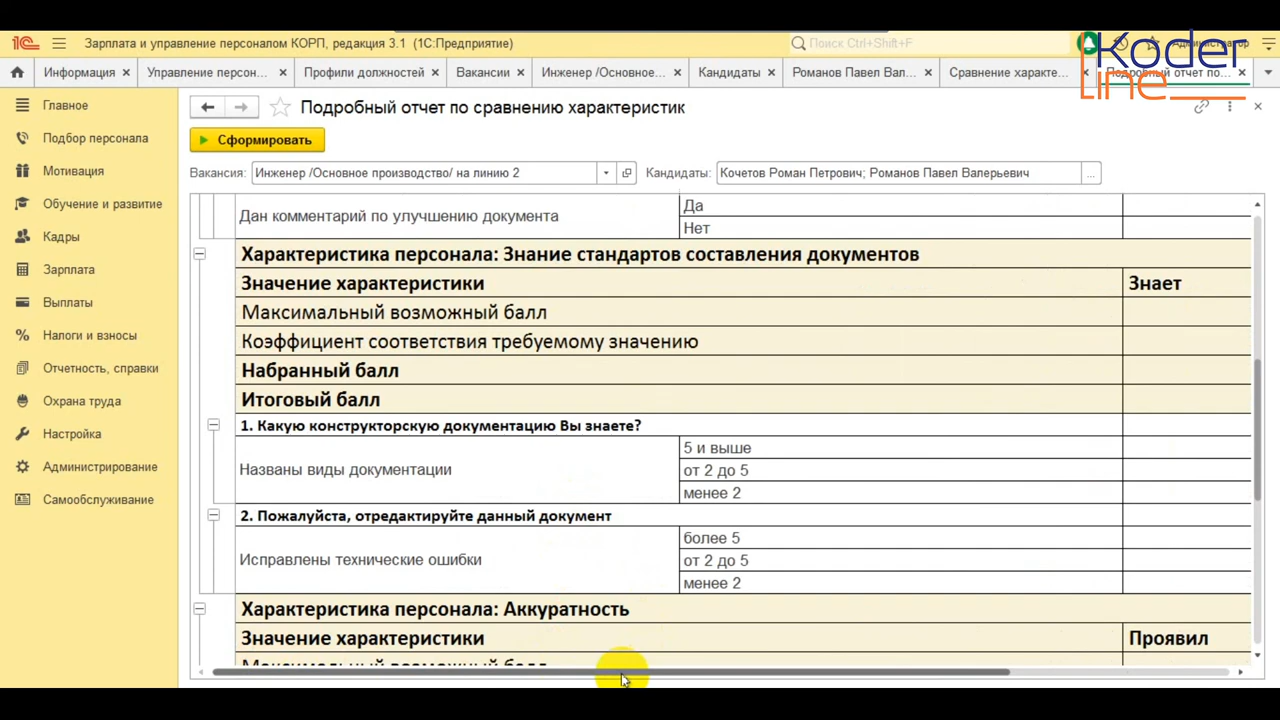 Koder
line
1С Зарплата и управление персоналом КОРП, редакция 3.1 (1С:Предприятие) Поиск Ctrl+Shift+F
Информация Управление персон... Профили должностей Вакансии Инженер /Основное... Кандидаты Романов Павел Вал... Сравнение характе... Подробный отчет по...
Главное
Подбор персонала
Мотивация
Обучение и развитие
Кадры
Зарплата
Выплаты
Налоги и взносы
Отчетность, справки
Охрана труда
Настройка
Администрирование
Самообслуживание
Подробный отчет по сравнению характеристик
Сформировать
Вакансия: Инженер /Основное производство/ на линию 2 Кандидаты: Кочетов Роман Петрович; Романов Павел Валерьевич ...
Дан комментарий по улучшению документа
Да
Нет
Характеристика персонала: Знание стандартов составления документов
Значение характеристики Знает
Максимальный возможный балл
Коэффициент соответствия требуемому значению
Набранный балл
Итоговый балл
1. Какую конструкторскую документацию Вы знаете?
Названы виды документации
5 и выше
от 2 до 5
менее 2
2. Пожалуйста, отредактируйте данный документ
Исправлены технические ошибки
более 5
от 2 до 5
менее 2
Характеристика персонала: Аккуратность
Значение характеристики Проявил
Максимальный возможный балл